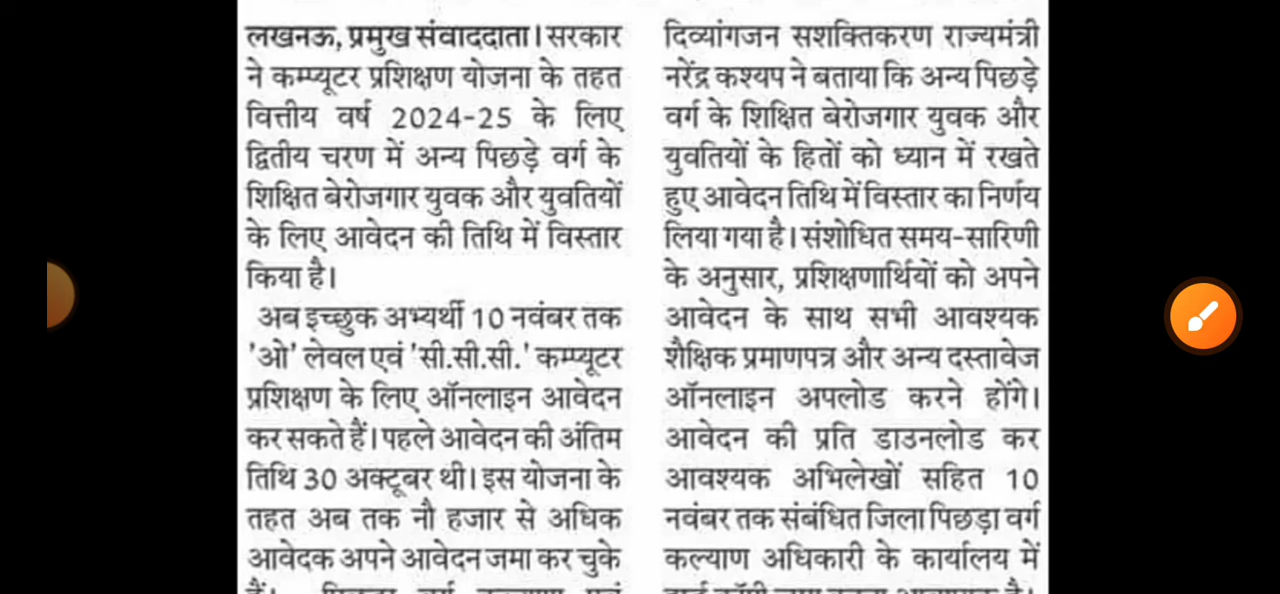 लखनऊ, प्रमुख संवाददाता। सरकार
ने कम्प्यूटर प्रशिक्षण योजना के तहत
वित्तीय वर्ष 2024-25 के लिए
द्वितीय चरण में अन्य पिछड़े वर्ग के
शिक्षित बेरोजगार युवक और युवतियों
के लिए आवेदन की तिथि में विस्तार
किया है।
अब इच्छुक अभ्यर्थी 10 नवंबर तक
'ओ' लेवल एवं 'सी.सी.सी.' कम्प्यूटर
प्रशिक्षण के लिए ऑनलाइन आवेदन
कर सकते हैं। पहले आवेदन की अंतिम
तिथि 30 अक्टूबर थी। इस योजना के
तहत अब तक नौ हजार से अधिक
आवेदक अपने आवेदन जमा कर चुके
दिव्यांगजन सशक्तिकरण राज्यमंत्री
नरेंद्र कश्यप ने बताया कि अन्य पिछड़े
वर्ग के शिक्षित बेरोजगार युवक और
युवतियों के हितों को ध्यान में रखते
हुए आवेदन तिथि में विस्तार का निर्णय
लिया गया है। संशोधित समय-सारिणी
के अनुसार, प्रशिक्षणार्थियों को अपने
आवेदन के साथ सभी आवश्यक
शैक्षिक प्रमाणपत्र और अन्य दस्तावेज
ऑनलाइन अपलोड करने होंगे।
आवेदन की प्रति डाउनलोड कर
आवश्यक अभिलेखों सहित 10
नवंबर तक संबंधित जिला पिछड़ा वर्ग
कल्याण अधिकारी के कार्यालय में